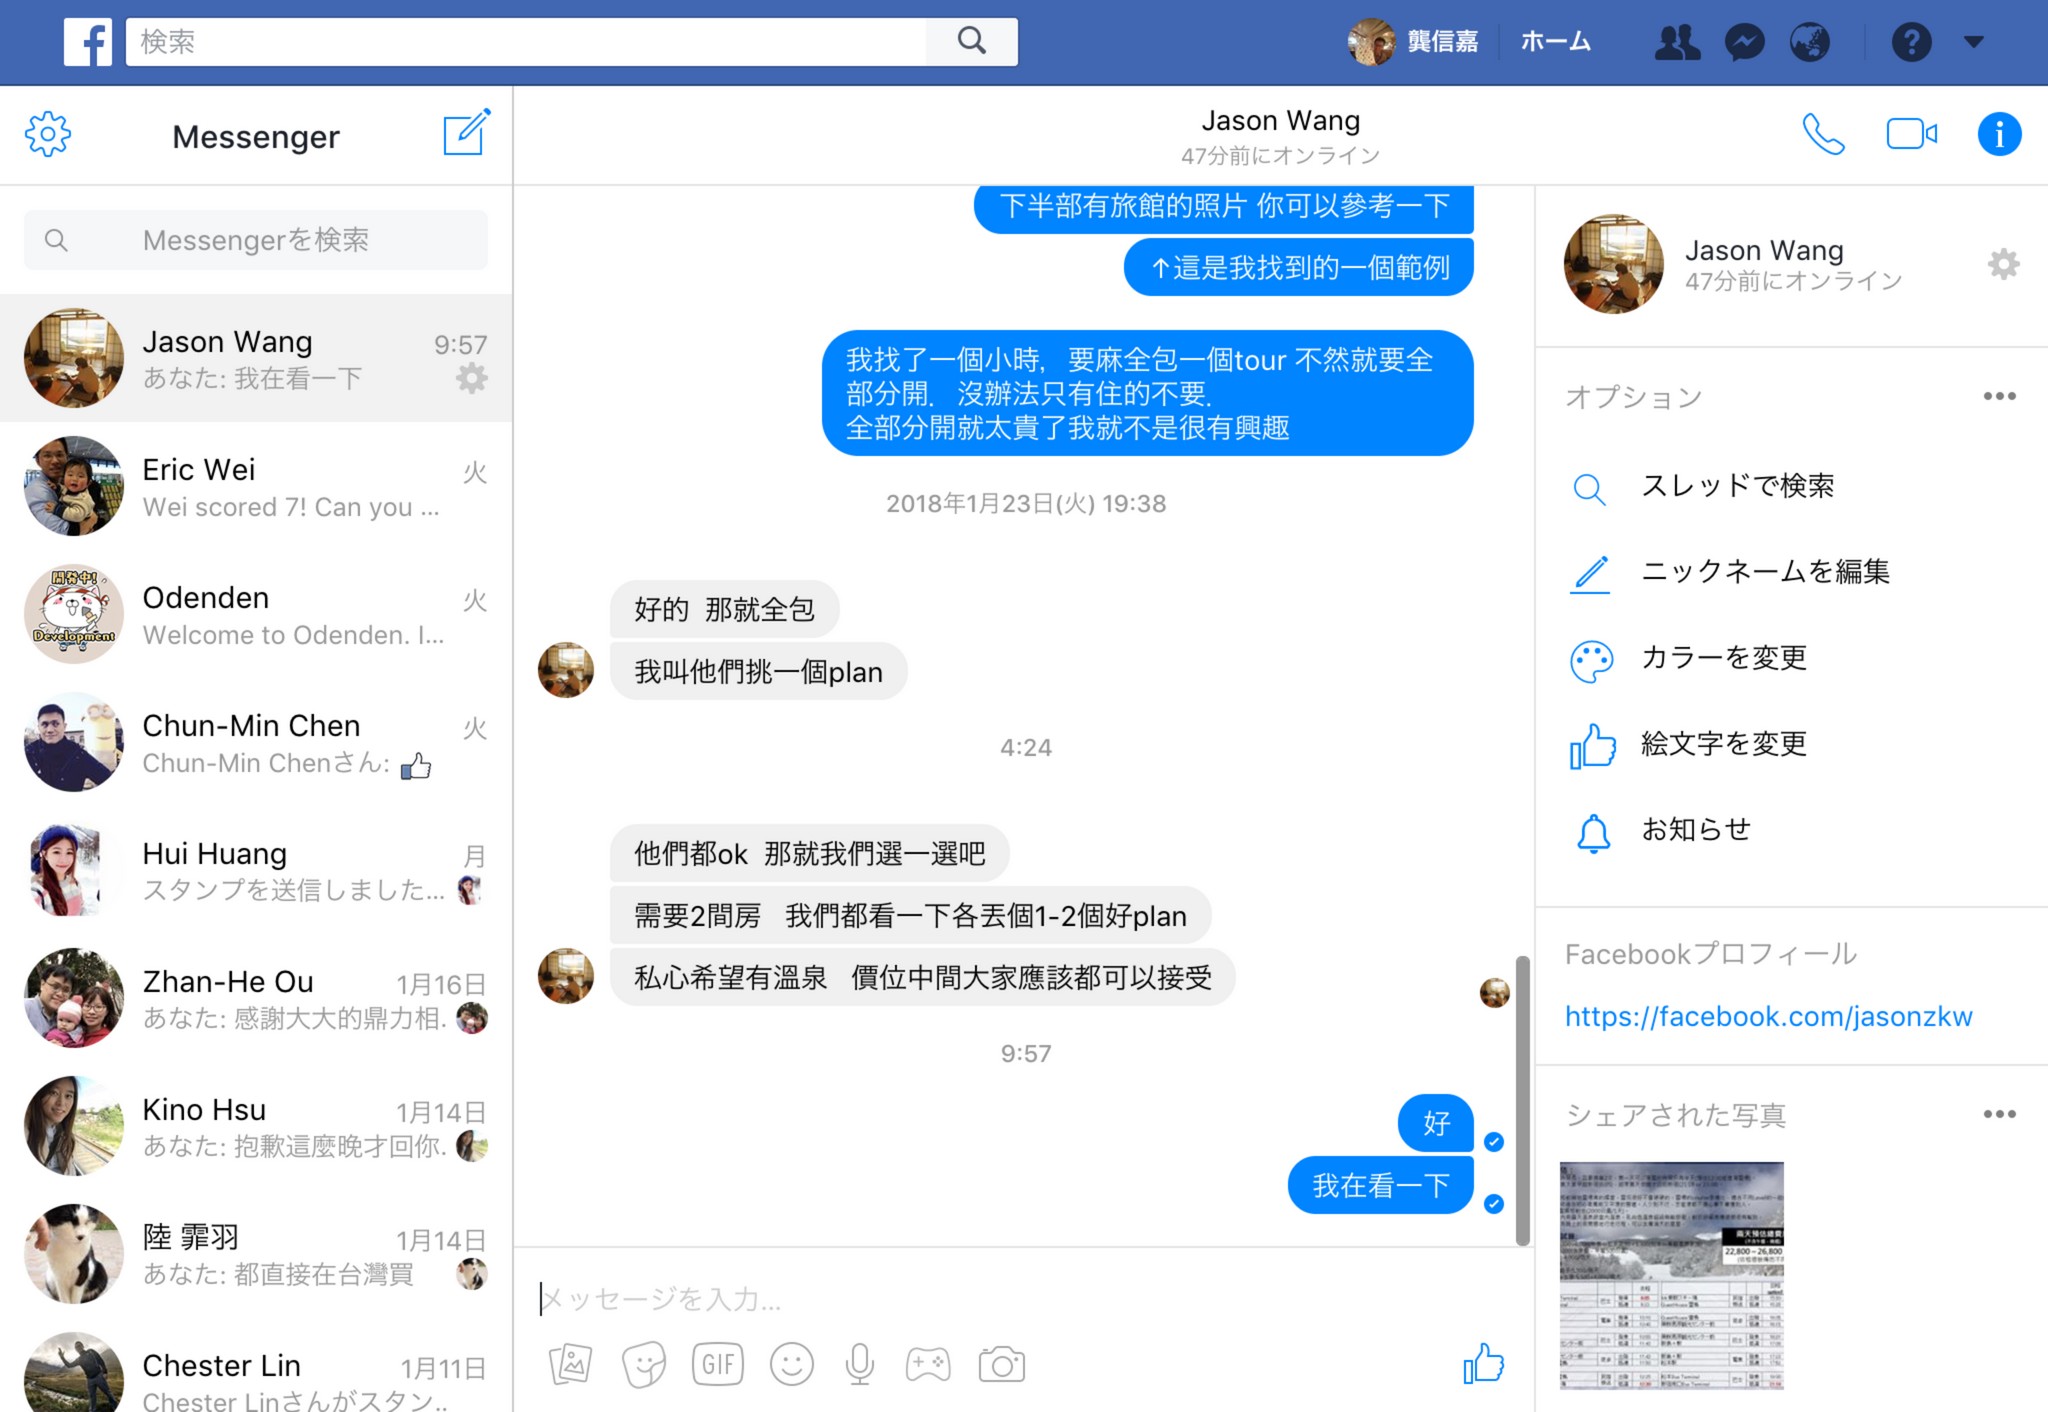 検索
龔信嘉
ホーム
Messenger
Messengerを検索
Jason Wang
9:57
あなた: 我在看一下
Eric Wei
火
Wei scored 7! Can you ...
開発中!
Development
Odenden
火
Welcome to Odenden. I...
Chun-Min Chen
火
Chun-Min Chenさん:
Hui Huang
月
スタンプを送信しました...
Zhan-He Ou
1月16日
あなた: 感謝大大的鼎力相.
Kino Hsu
1月14日
あなた: 抱歉這麼晚才回你.
陸 霏羽
1月14日
あなた: 都直接在台灣買
Chester Lin
1月11日
Chester Linさんがスタン..
Jason Wang
47分前にオンライン
下半部有旅館的照片 你可以參考一下
↑這是我找到的一個範例
我找了一個小時，要麻全包一個tour 不然就要全
部分開．沒辦法只有住的不要．
全部分開就太貴了我就不是很有興趣
2018年1月23日(火) 19:38
好的 那就全包
我叫他們挑一個plan
4:24
他們都ok 那就我們選一選吧
需要2間房 我們都看一下各丟個1-2個好plan
私心希望有溫泉 價位中間大家應該都可以接受
9:57
好
我在看一下
メッセージを入力...
GIF
Jason Wang
47分前にオンライン
オプション
スレッドで検索
ニックネームを編集
カラーを変更
絵文字を変更
お知らせ
Facebookプロフィール
https://facebook.com/jasonzkw
シェアされた写真
22,800~26,800